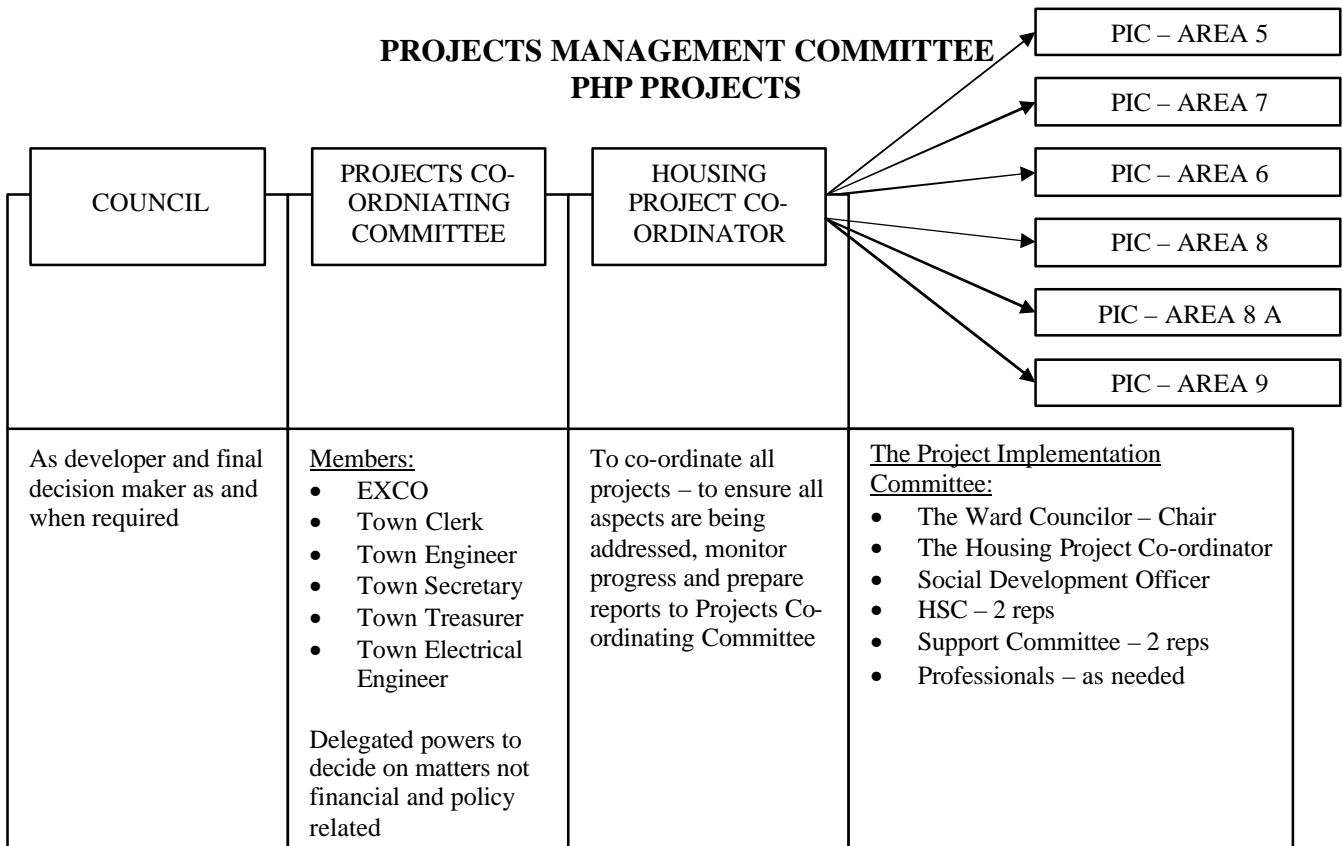 PROJECTS MANAGEMENT COMMITTEE
PHP PROJECTS
COUNCIL
PROJECTS CO-
ORDNIATING
COMMITTEE
HOUSING
PROJECT CO-
ORDINATOR
PIC – AREA 5
PIC – AREA 7
PIC – AREA 6
PIC – AREA 8
PIC – AREA 8 A
PIC – AREA 9
As developer and final
decision maker as and
when required
Members:
• EXCO
• Town Clerk
• Town Engineer
• Town Secretary
• Town Treasurer
• Town Electrical
Engineer
Delegated powers to
decide on matters not
financial and policy
related
To co-ordinate all
projects – to ensure all
aspects are being
addressed, monitor
progress and prepare
reports to Projects Co-
ordinating Committee
The Project Implementation
Committee:
• The Ward Councilor – Chair
• The Housing Project Co-ordinator
• Social Development Officer
• HSC – 2 reps
• Support Committee – 2 reps
• Professionals – as needed